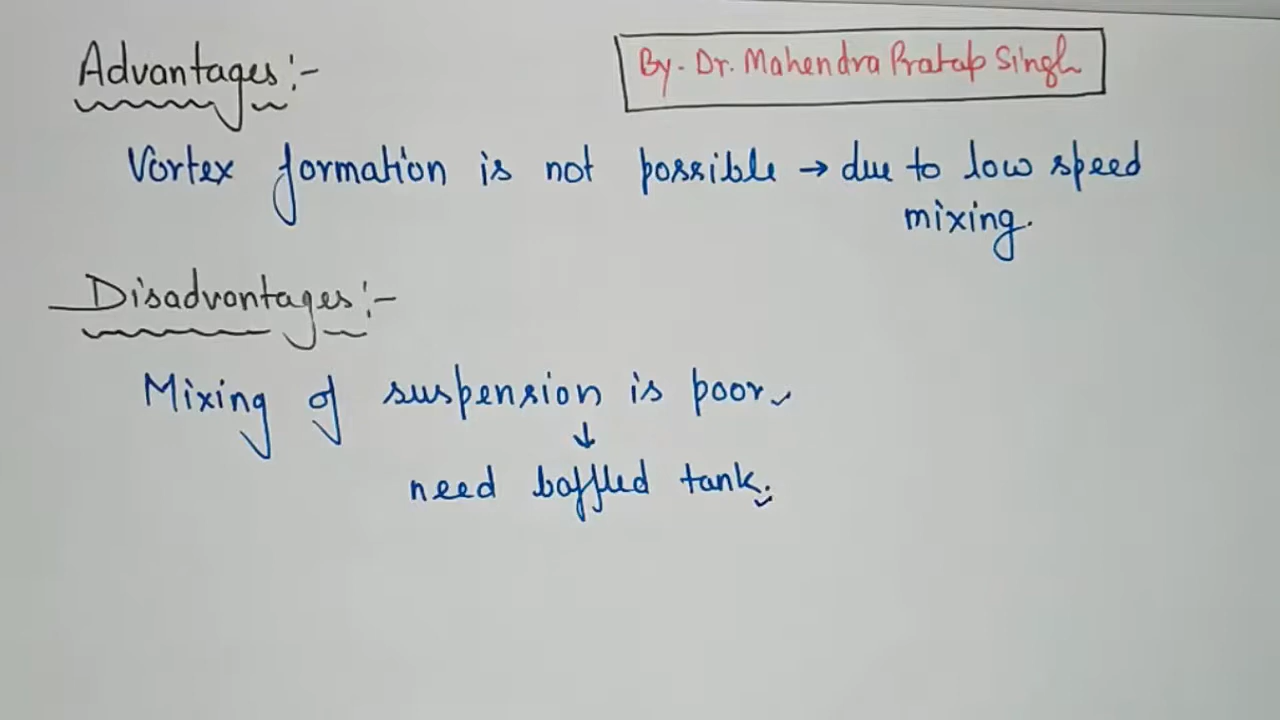 Advantages:-
By. Dr. Mahendra Pratap Singh
Vortex formation is not possible → due to low speed
mixing.
Disadvantages:-
Mixing of suspension is poor.
↓
need baffled tank.